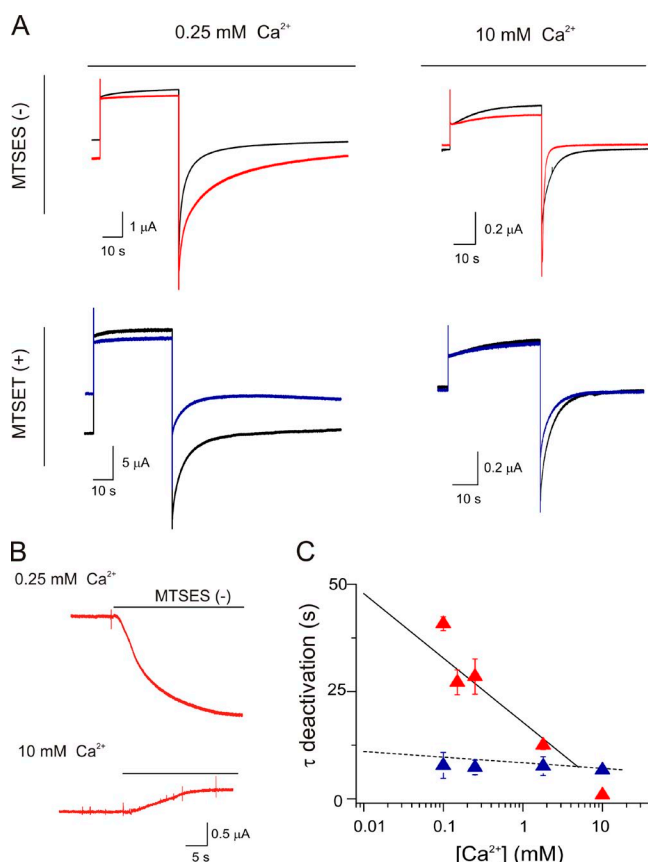 A
0.25 mM Ca²⁺
10 mM Ca²⁺
MTSES (-)
1 μA
10 s
0.2 μA
10 s
MTSET (+)
5 μA
10 s
0.2 μA
10 s
B
0.25 mM Ca²⁺
MTSES (-)
10 mM Ca²⁺
0.5 μA
5 s
C
50
25
0
τ deactivation (s)
0.01 0.1 1 10
[Ca²⁺] (mM)